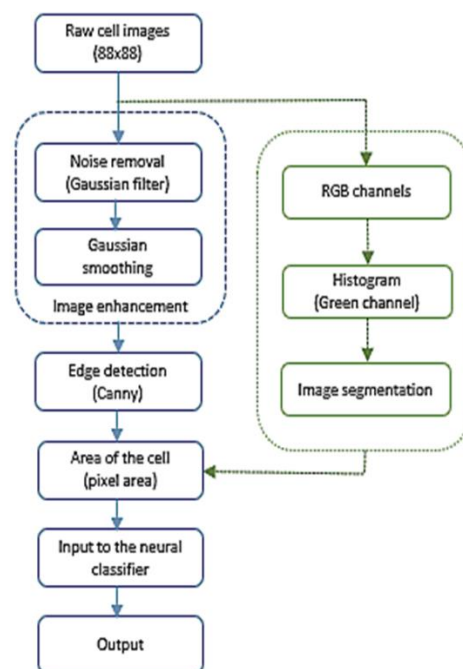 Raw cell images
(88x88)
Noise removal
(Gaussian filter)
Gaussian
smoothing
Image enhancement
Edge detection
(Canny)
Area of the cell
(pixel area)
Input to the neural
classifier
Output
RGB channels
Histogram
(Green channel)
Image segmentation